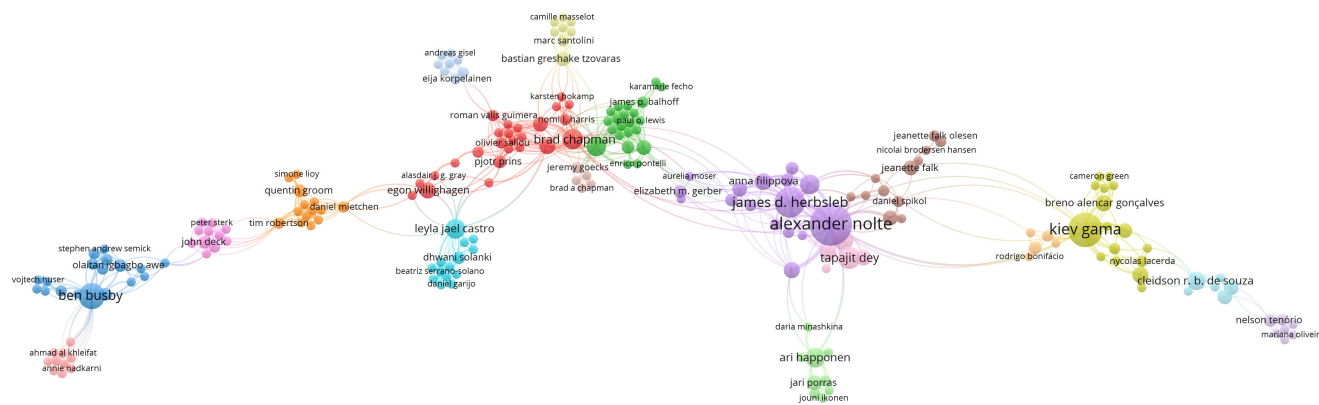 camille masselot
marc santolini
bastian greshake tzovaras
andreas gisel
eija korpelainen
karamarie fecho
karsten hokamp
james p. balhoff
roman valis guimera
nomi l. harris
paul o. lewis
olivier sallou
brad chapman
pjotr prins
enrico pontelli
jeremy goecks
brad a chapman
alasdair j. g. gray
egon willighagen
simone lioy
quentin groom
daniel mietchen
tim robertson
peter sterk
john deck
stephen andrew semick
olaitan igbagbo awe
vojtech huser
ben busby
ahmad al khleifat
annie nadkarni
leyla jael castro
dhwani solanki
beatriz serrano-solano
daniel garijo
aurelia moser
elizabeth m. gerber
anna filippova
james d. herbsleb
alexander nolte
tapajit dey
jeanette falk olesen
nicolai brodersen hansen
jeanette falk
daniel spikol
daria minashkina
ari happonen
jari porras
jouni ikonen
cameron green
breno alencar gonçalves
kiev gama
rodrigo bonifácio
nycolas lacerda
cleidson r. b. de souza
nelson tenório
mariana oliveir